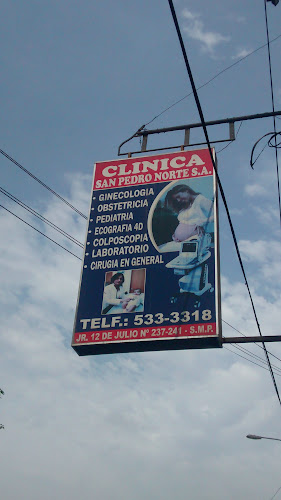 CLINICA
SAN PEDRO NORTE S.A.
- GINECOLOGIA
- OBSTETRICIA
- PEDIATRIA
- ECOGRAFIA 4D
- COLPOSCOPIA
- LABORATORIO
- CIRUGIA EN GENERAL
TELF.: 533-3318
JR. 12 DE JULIO Nº 237-241 - S.M.P.